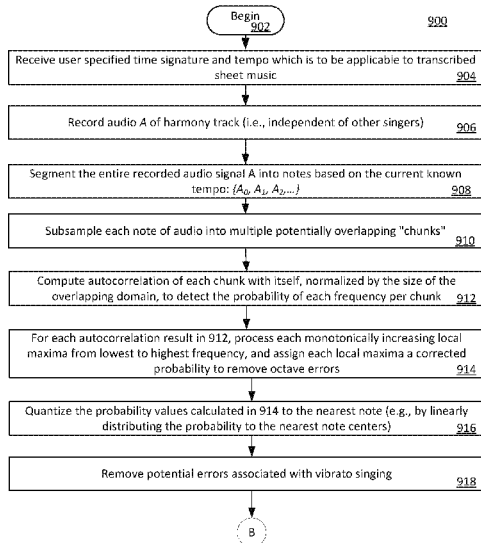 Begin
902
900
Receive user specified time signature and tempo which is to be applicable to transcribed
sheet music
904
Record audio A of harmony track (i.e., independent of other singers)
906
Segment the entire recorded audio signal A into notes based on the current known
tempo: {A0, A1, A2,...}
908
Subsample each note of audio into multiple potentially overlapping "chunks"
910
Compute autocorrelation of each chunk with itself, normalized by the size of the
overlapping domain, to detect the probability of each frequency per chunk
912
For each autocorrelation result in 912, process each monotonically increasing local
maxima from lowest to highest frequency, and assign each local maxima a corrected
probability to remove octave errors
914
Quantize the probability values calculated in 914 to the nearest note (e.g., by linearly
distributing the probability to the nearest note centers)
916
Remove potential errors associated with vibrato singing
918
B